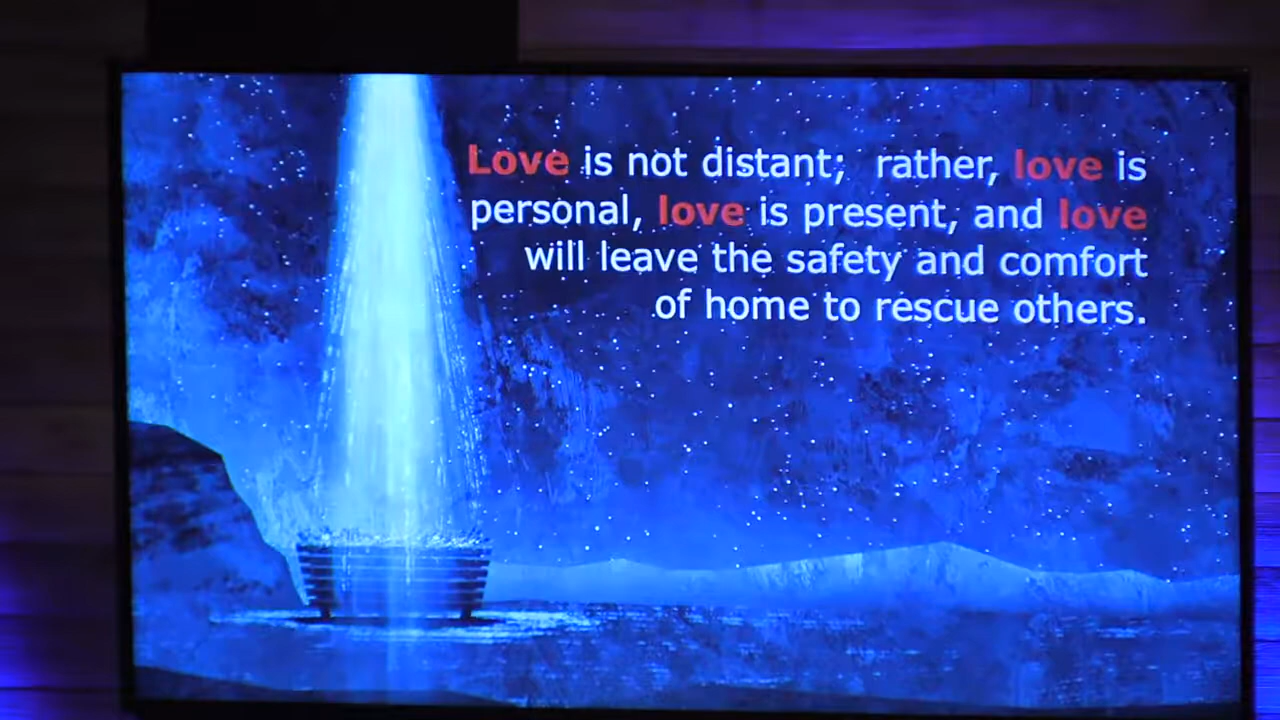 Love is not distant;  rather, love is
personal, love is present, and love
will leave the safety and comfort
of home to rescue others.